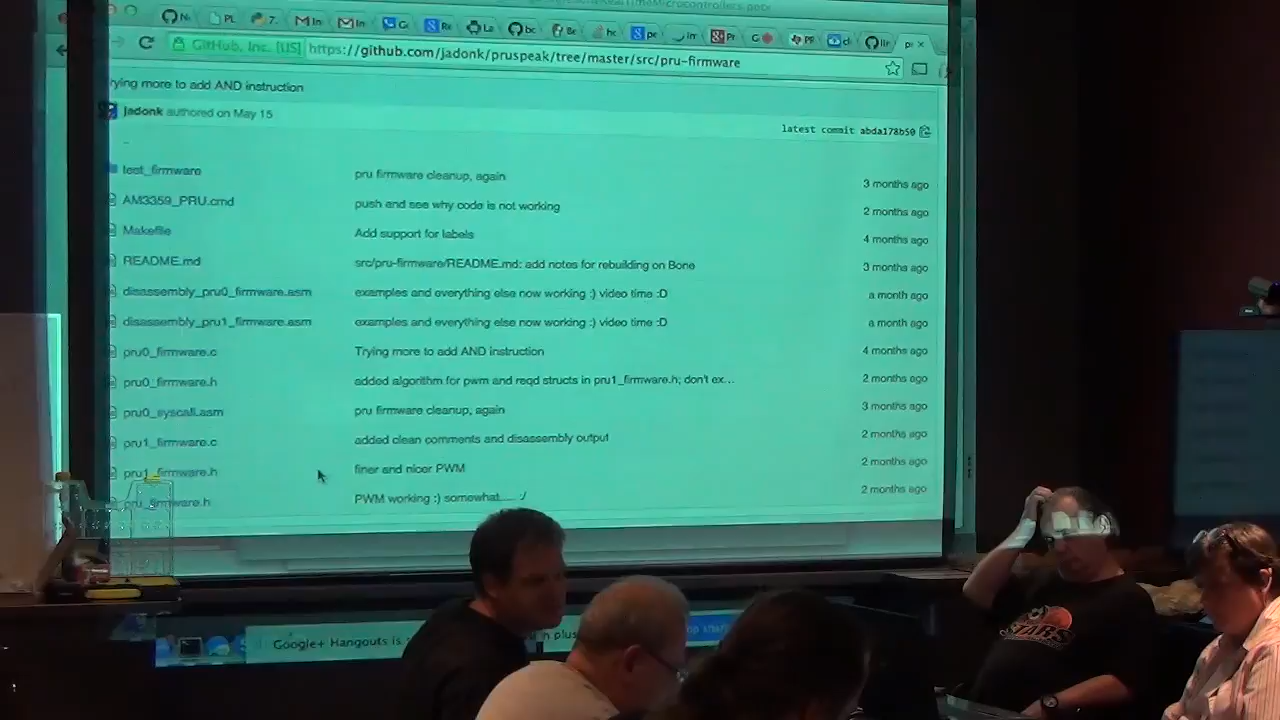 GitHub, Inc. [US] https://github.com/jadonk/pruspeak/tree/master/src/pru-firmware
Trying more to add AND instruction
jadonk authored on May 15
latest commit abda178b50
..
test_firmware pru firmware cleanup, again 3 months ago
AM3359_PRU.cmd push and see why code is not working 2 months ago
Makefile Add support for labels 4 months ago
README.md src/pru-firmware/README.md: add notes for rebuilding on Bone 3 months ago
disassembly_pru0_firmware.asm examples and everything else now working :) video time :D a month ago
disassembly_pru1_firmware.asm examples and everything else now working :) video time :D a month ago
pru0_firmware.c Trying more to add AND instruction 4 months ago
pru0_firmware.h added algorithm for pwm and reqd structs in pru1_firmware.h; don't ex... 2 months ago
pru0_syscall.asm pru firmware cleanup, again 3 months ago
pru1_firmware.c added clean comments and disassembly output 2 months ago
pru1_firmware.h finer and nicer PWM 2 months ago
pru_firmware.h PWM working :) somewhat..... :/ 2 months ago
Google+ Hangouts is
STARS